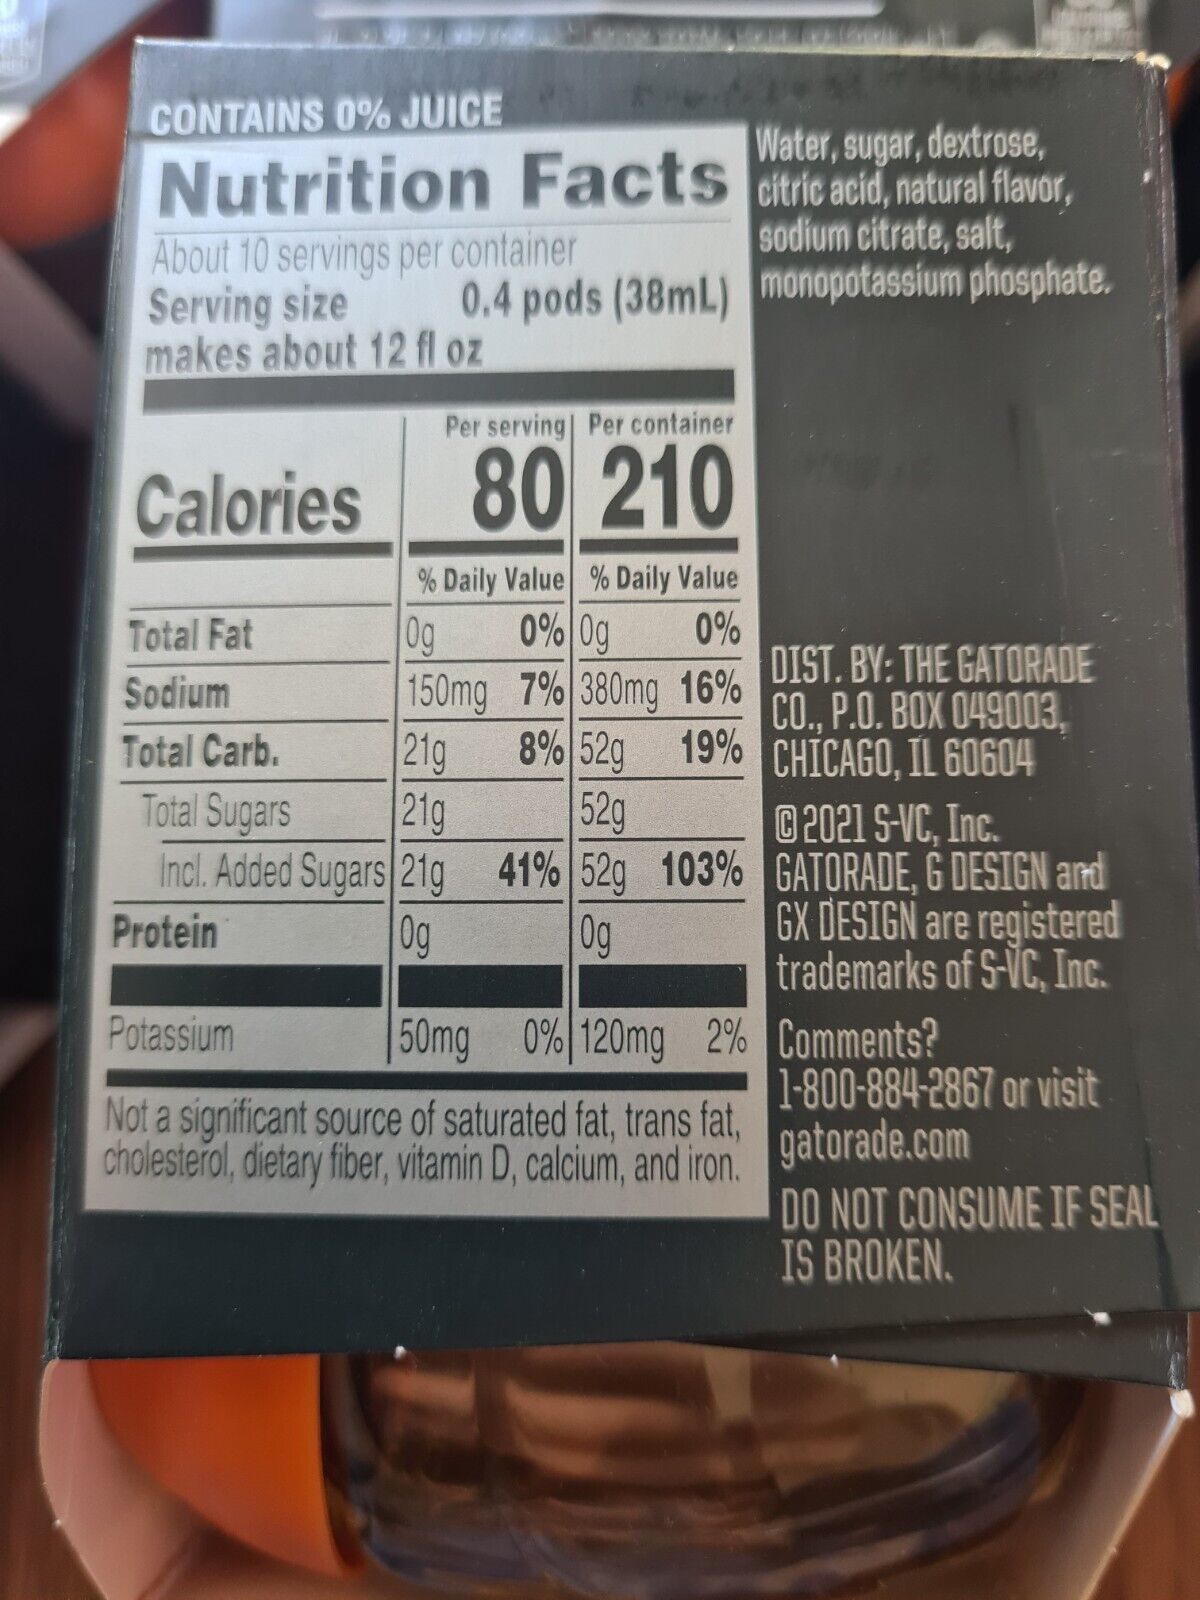 CONTAINS 0% JUICE
Nutrition Facts
About 10 servings per container
Serving size 0.4 pods (38mL)
makes about 12 fl oz
Per serving Per container
Calories 80 210
% Daily Value % Daily Value
Total Fat 0g 0% 0g 0%
Sodium 150mg 7% 380mg 16%
Total Carb. 21g 8% 52g 19%
Total Sugars 21g 52g
Incl. Added Sugars 21g 41% 52g 103%
Protein 0g 0g
Potassium 50mg 0% 120mg 2%
Not a significant source of saturated fat, trans fat,
cholesterol, dietary fiber, vitamin D, calcium, and iron.
Water, sugar, dextrose,
citric acid, natural flavor,
sodium citrate, salt,
monopotassium phosphate.
DIST. BY: THE GATORADE
CO., P.O. BOX 049003,
CHICAGO, IL 60604
© 2021 S-VC, Inc.
GATORADE, G DESIGN and
GX DESIGN are registered
trademarks of S-VC, Inc.
Comments?
1-800-884-2867 or visit
gatorade.com
DO NOT CONSUME IF SEAL
IS BROKEN.